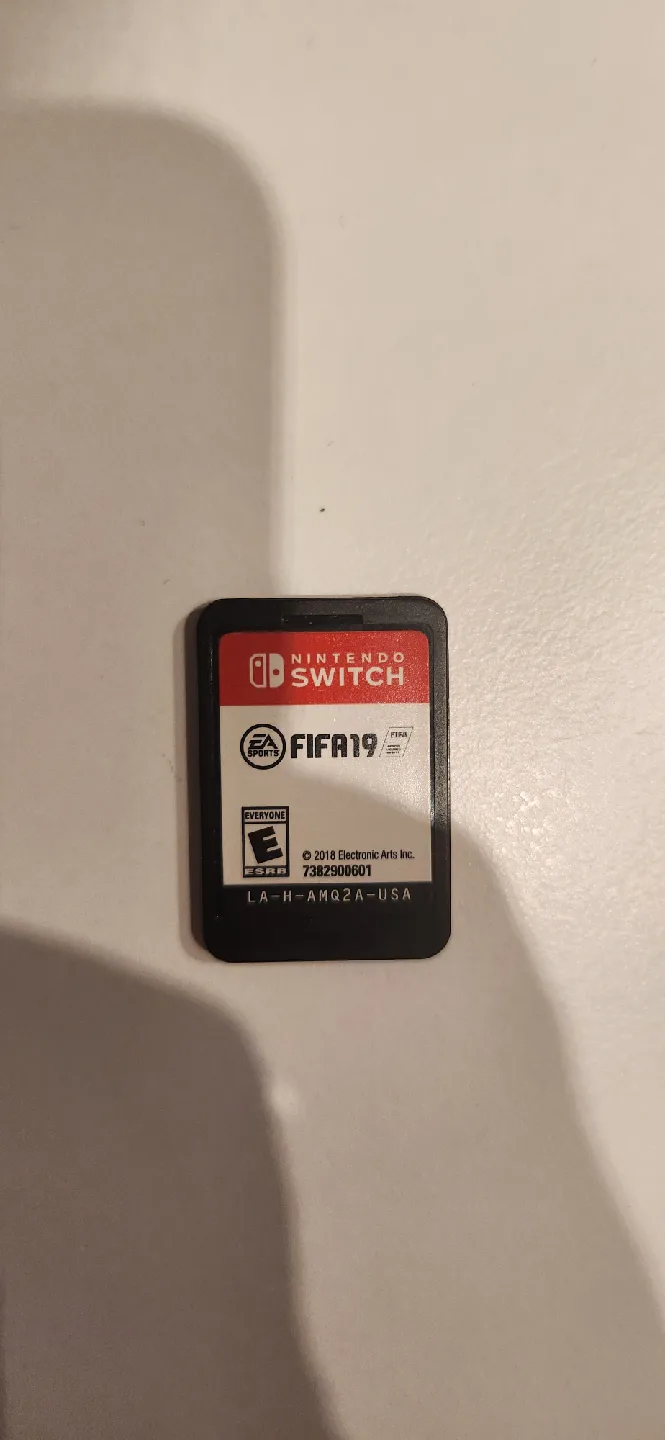 NINTENDO
SWITCH
EA
SPORTS
FIFA19
FIFA
EVERYONE
E
ESRB
© 2018 Electronic Arts Inc.
7382900601
LA-H-AMQ2A-USA